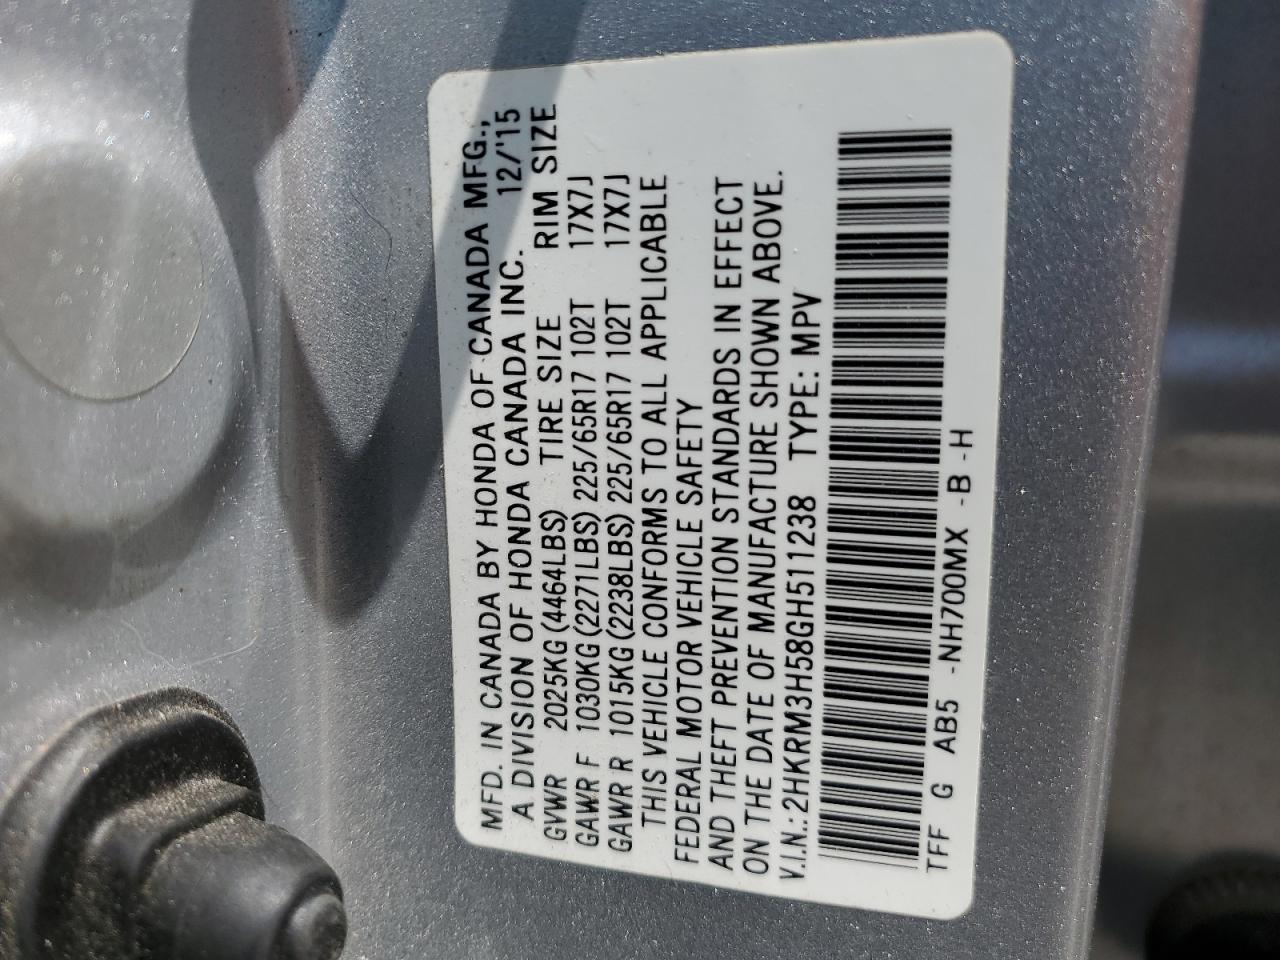 MFD. IN CANADA BY HONDA OF CANADA MFG.,
A DIVISION OF HONDA CANADA INC. 12/'15
GVWR 2025KG (4464LBS) TIRE SIZE RIM SIZE
GAWR F 1030KG (2271LBS) 225/65R17 102T 17X7J
GAWR R 1015KG (2238LBS) 225/65R17 102T 17X7J
THIS VEHICLE CONFORMS TO ALL APPLICABLE
FEDERAL MOTOR VEHICLE SAFETY
AND THEFT PREVENTION STANDARDS IN EFFECT
ON THE DATE OF MANUFACTURE SHOWN ABOVE.
V.I.N.:2HKRM3H58GH511238 TYPE: MPV
TFF G AB5 -NH700MX -B -H